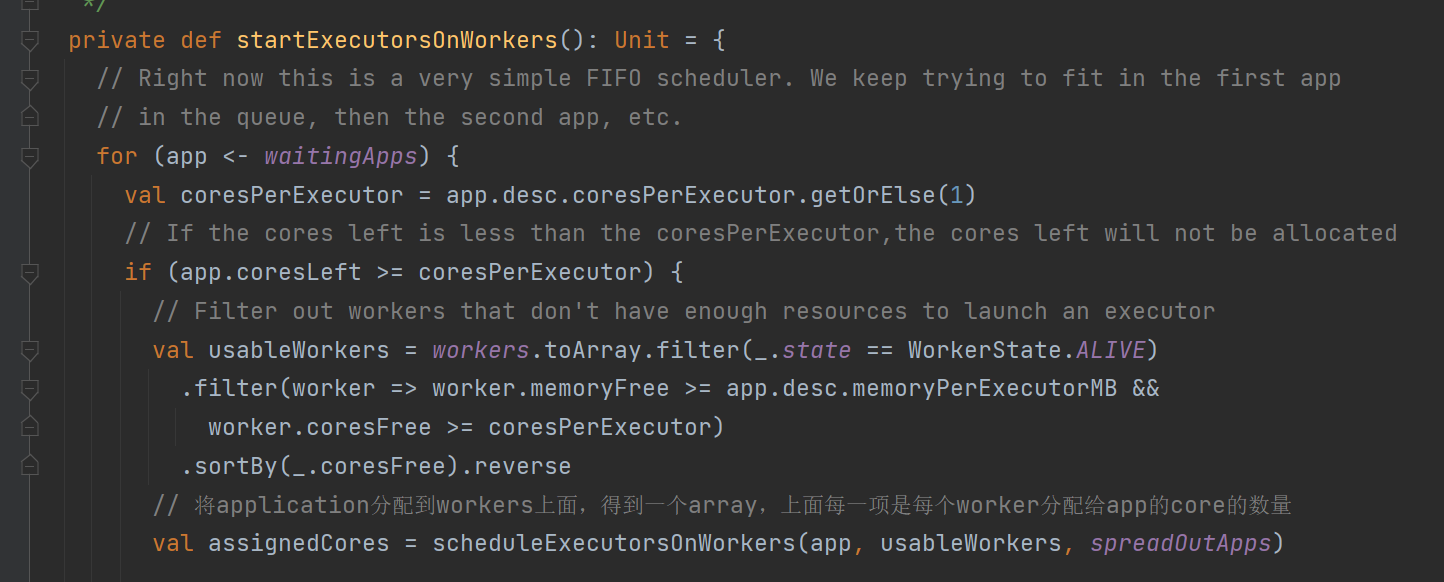 */
private def startExecutorsOnWorkers(): Unit = {
// Right now this is a very simple FIFO scheduler. We keep trying to fit in the first app
// in the queue, then the second app, etc.
for (app <- waitingApps) {
val coresPerExecutor = app.desc.coresPerExecutor.getOrElse(1)
// If the cores left is less than the coresPerExecutor,the cores left will not be allocated
if (app.coresLeft >= coresPerExecutor) {
// Filter out workers that don't have enough resources to launch an executor
val usableWorkers = workers.toArray.filter(_.state == WorkerState.ALIVE)
.filter(worker => worker.memoryFree >= app.desc.memoryPerExecutorMB &&
worker.coresFree >= coresPerExecutor)
.sortBy(_.coresFree).reverse
// 将application分配到workers上面，得到一个array，上面每一项是每个worker分配给app的core的数量
val assignedCores = scheduleExecutorsOnWorkers(app, usableWorkers, spreadOutApps)